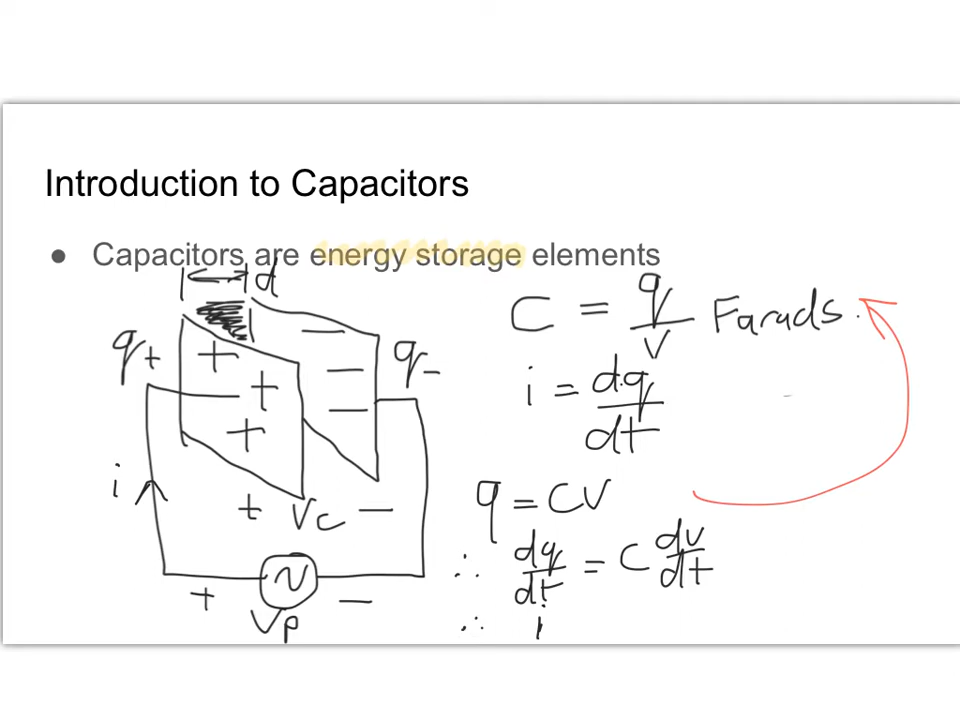 Introduction to Capacitors
● Capacitors are energy storage elements
d
C = q/V Farads.
q+ + + + − − − q−
i = dq/dt
i
+ Vc −
q = CV
∴ dq/dt = C dv/dt
+ −
Vp
∴ i